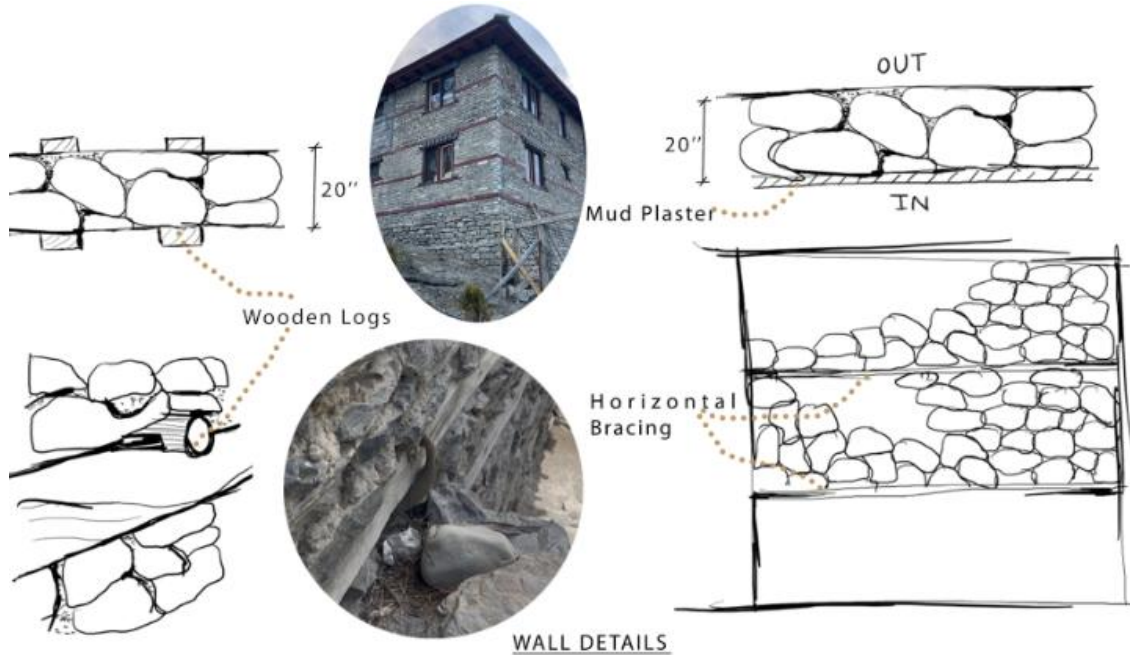 20''
Wooden Logs
OUT
20''
Mud Plaster
IN
Horizontal
Bracing
WALL DETAILS